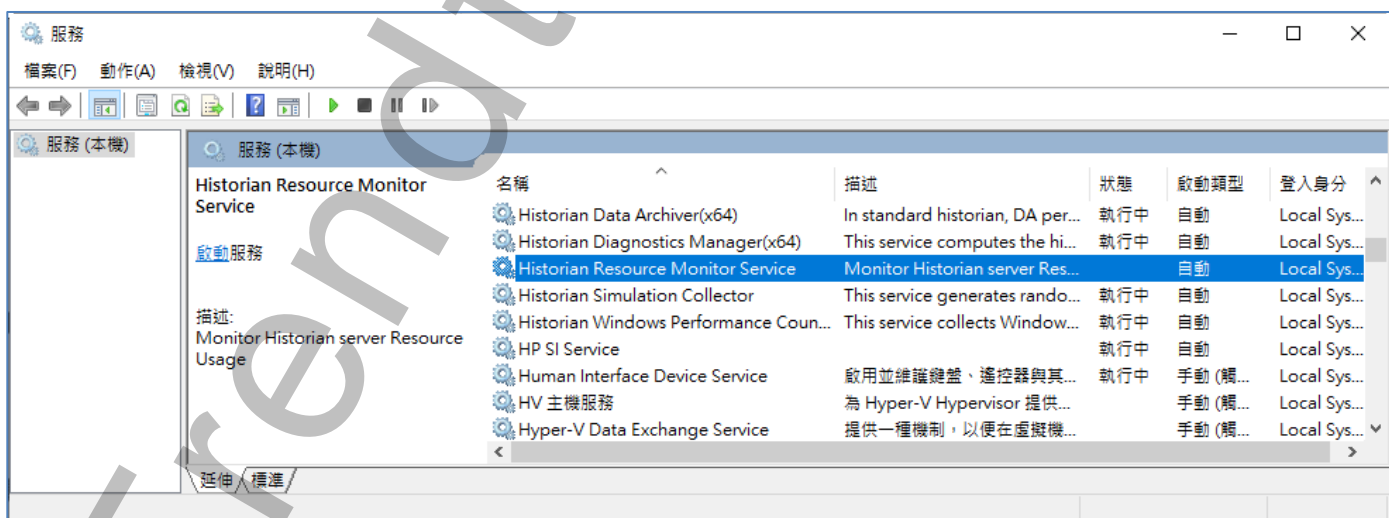 服務
檔案(F) 動作(A) 檢視(V) 說明(H)
服務 (本機)
服務 (本機)
Historian Resource Monitor
Service
啟動服務
描述:
Monitor Historian server Resource
Usage
名稱 描述 狀態 啟動類型 登入身分
Historian Data Archiver(x64) In standard historian, DA per... 執行中 自動 Local Sys...
Historian Diagnostics Manager(x64) This service computes the hi... 執行中 自動 Local Sys...
Historian Resource Monitor Service Monitor Historian server Res... 自動 Local Sys...
Historian Simulation Collector This service generates rando... 執行中 自動 Local Sys...
Historian Windows Performance Coun... This service collects Window... 執行中 自動 Local Sys...
HP SI Service 執行中 自動 Local Sys...
Human Interface Device Service 啟用並維護鍵盤、遙控器與其... 執行中 手動 (觸... Local Sys...
HV 主機服務 為 Hyper-V Hypervisor 提供... 手動 (觸... Local Sys...
Hyper-V Data Exchange Service 提供一種機制，以便在虛擬機... 手動 (觸... Local Sys...
延伸 標準
Trend